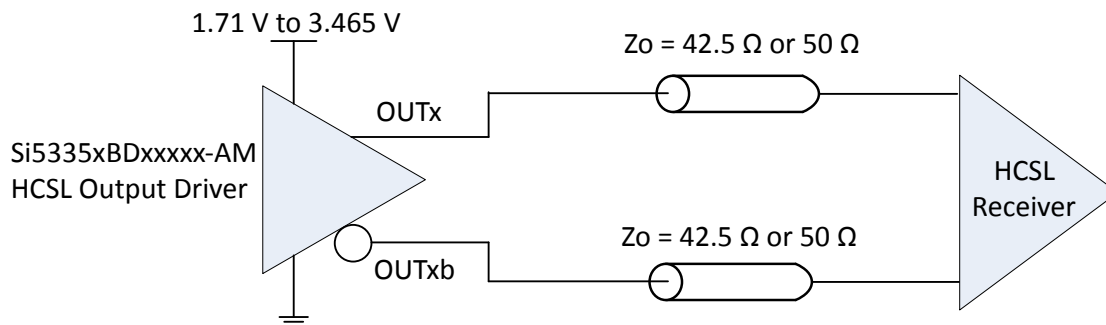 1.71 V to 3.465 V
Zo = 42.5 Ω or 50 Ω
OUTx
Si5335xBDxxxxx-AM
HCSL Output Driver
HCSL
Receiver
Zo = 42.5 Ω or 50 Ω
OUTxb